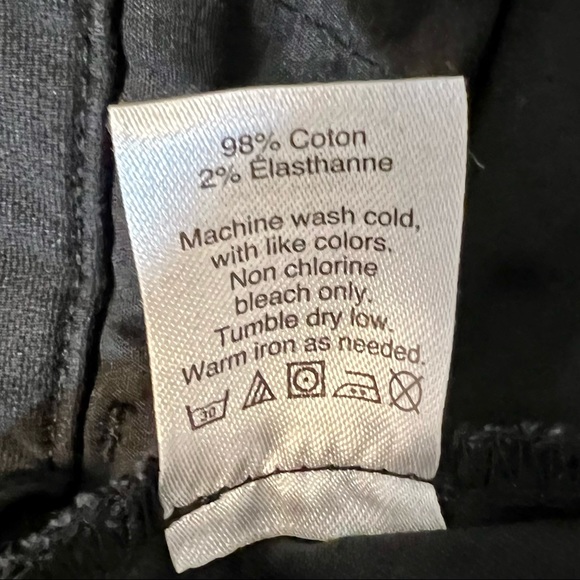 98% Coton
2% Élasthanne
Machine wash cold,
with like colors.
Non chlorine
bleach only.
Tumble dry low.
Warm iron as needed.
30